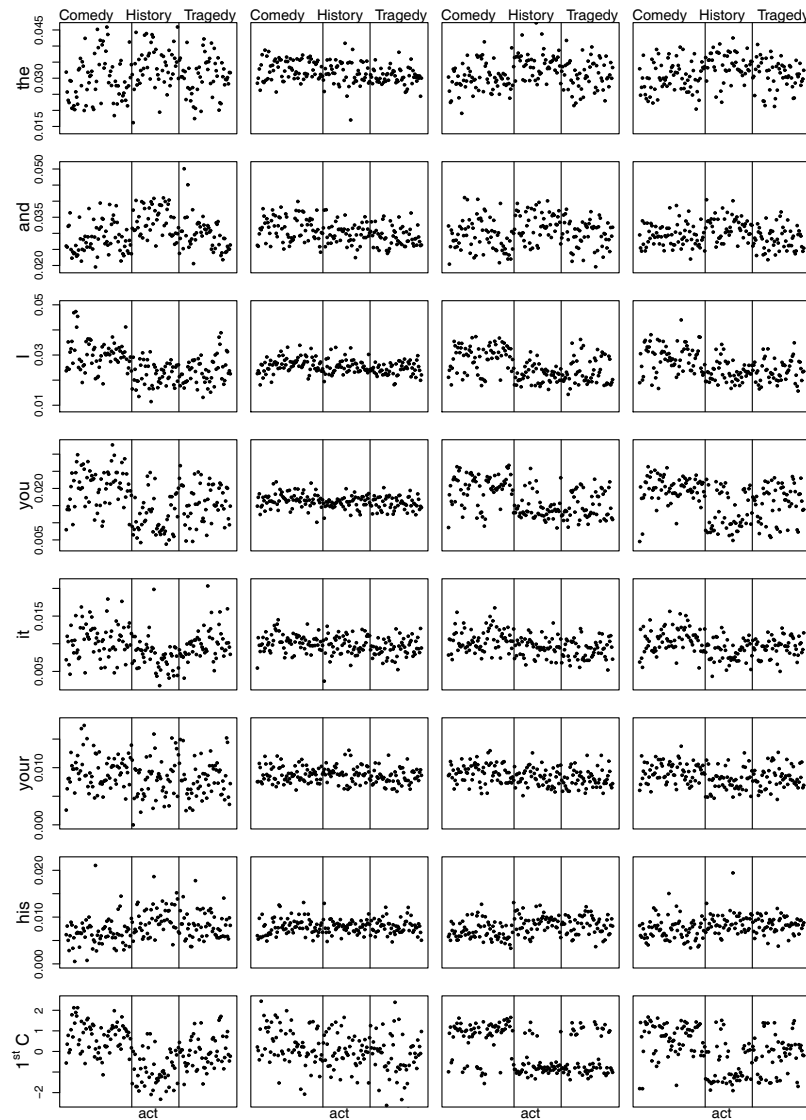 Comedy History Tragedy Comedy History Tragedy Comedy History Tragedy Comedy History Tragedy
the
0.045
0.030
0.015
and
0.050
0.035
0.020
I
0.05
0.03
0.01
you
0.020
0.005
it
0.015
0.005
your
0.010
0.000
his
0.020
0.010
0.000
1st C
2
1
0
−2
act act act act